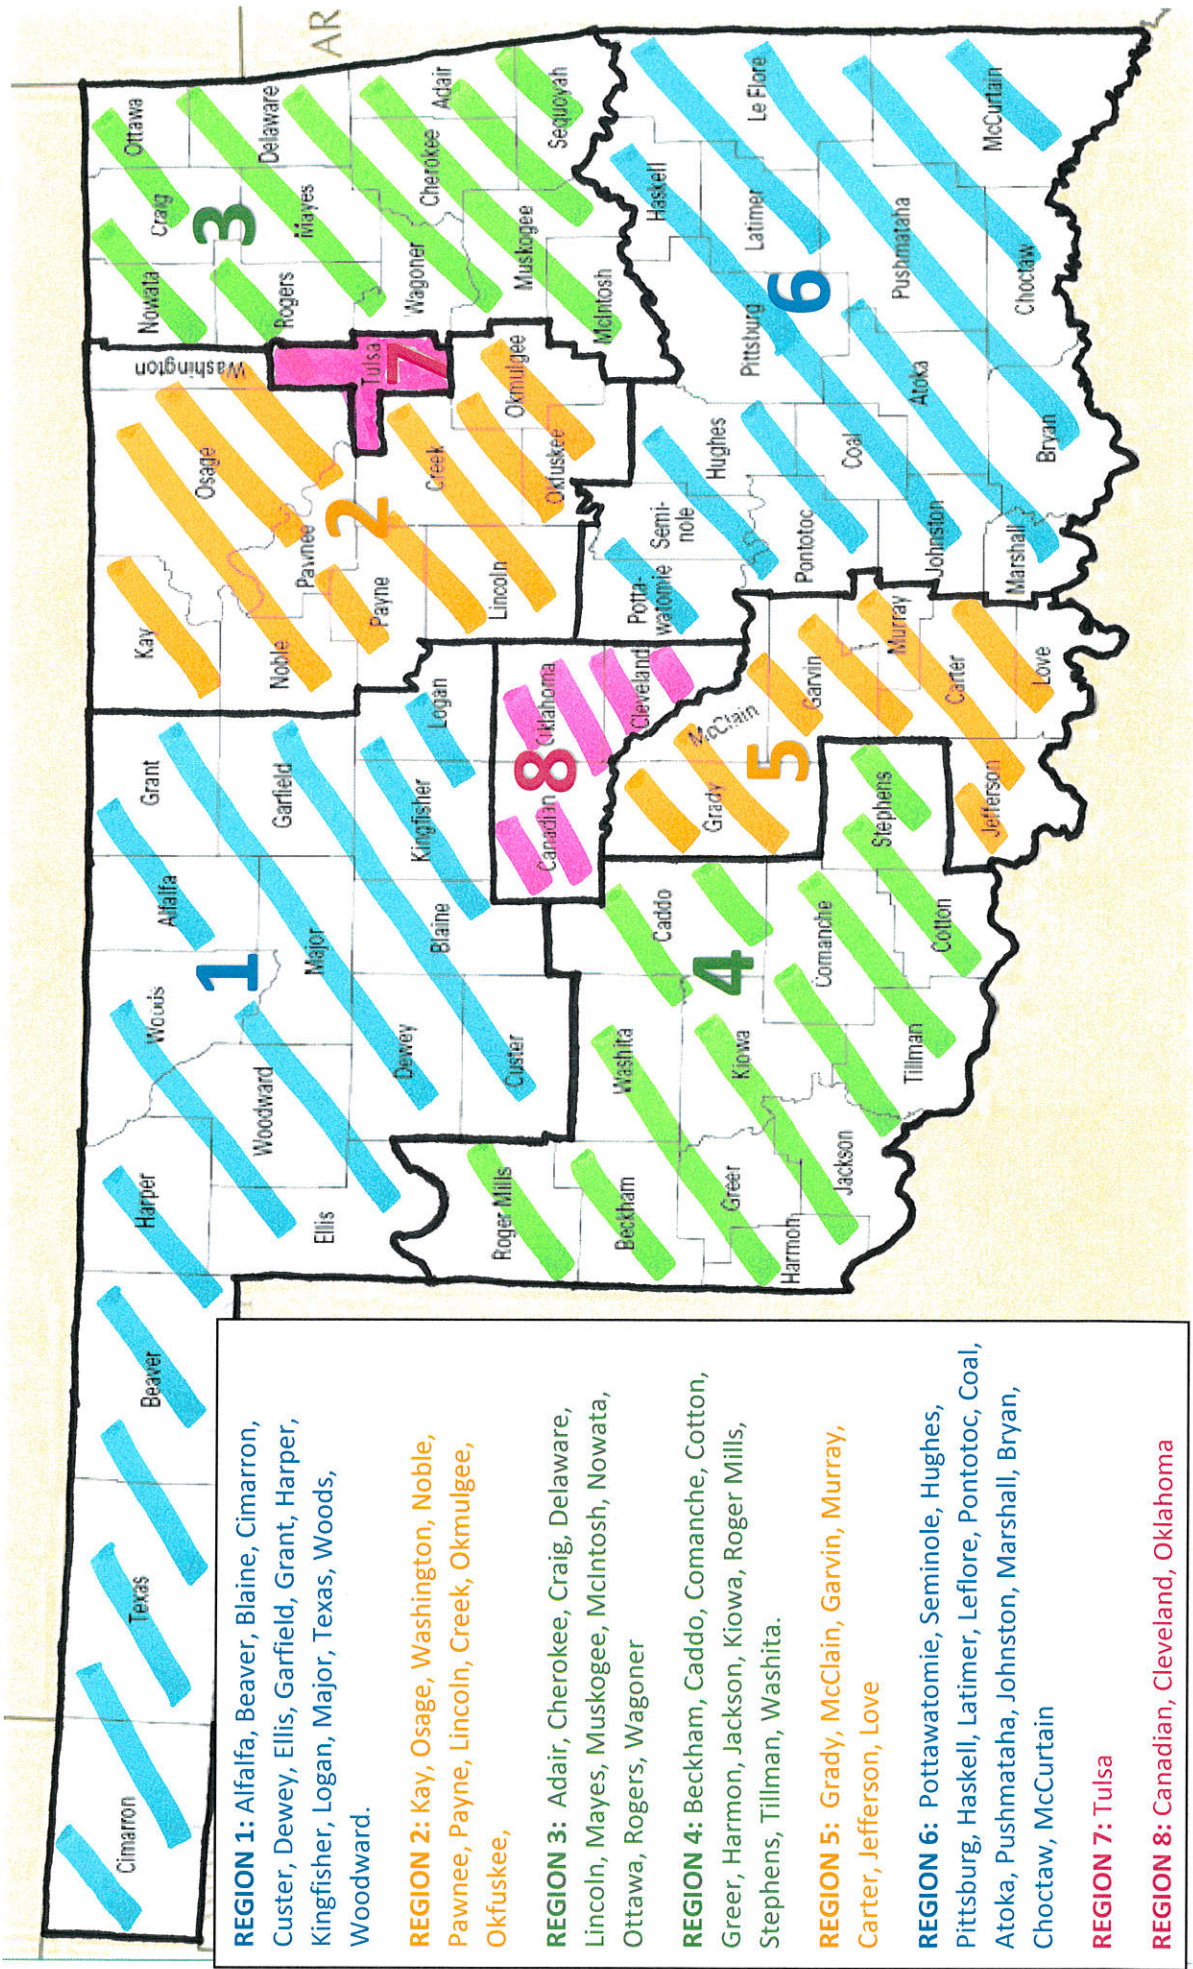 AR
Cimarron
Texas
Beaver
Harper
Woods
Alfalfa
Grant
Kay
Osage
Washington
Nowata
Craig
Ottawa
1
3
Ellis
Woodward
Major
Garfield
Noble
Pawnee
Tulsa
Rogers
Mayes
Delaware
2
7
Dewey
Blaine
Kingfisher
Logan
Payne
Creek
Wagoner
Cherokee
Adair
Roger Mills
Custer
Canadian
8
Oklahoma
Lincoln
Okfuskee
Okmulgee
Muskogee
Sequoyah
McIntosh
Beckham
Washita
Caddo
Grady
McClain
Cleveland
Potta-
watomie
Semi-
nole
Hughes
Haskell
Greer
Kiowa
4
5
Garvin
Pontotoc
Pittsburg
6
Latimer
Le Flore
Harmon
Jackson
Comanche
Stephens
Murray
Coal
Tillman
Cotton
Jefferson
Carter
Johnston
Atoka
Pushmataha
McCurtain
Love
Marshall
Bryan
Choctaw
REGION 1: Alfalfa, Beaver, Blaine, Cimarron,
Custer, Dewey, Ellis, Garfield, Grant, Harper,
Kingfisher, Logan, Major, Texas, Woods,
Woodward.
REGION 2: Kay, Osage, Washington, Noble,
Pawnee, Payne, Lincoln, Creek, Okmulgee,
Okfuskee,
REGION 3: Adair, Cherokee, Craig, Delaware,
Lincoln, Mayes, Muskogee, McIntosh, Nowata,
Ottawa, Rogers, Wagoner
REGION 4: Beckham, Caddo, Comanche, Cotton,
Greer, Harmon, Jackson, Kiowa, Roger Mills,
Stephens, Tillman, Washita.
REGION 5: Grady, McClain, Garvin, Murray,
Carter, Jefferson, Love
REGION 6: Pottawatomie, Seminole, Hughes,
Pittsburg, Haskell, Latimer, Leflore, Pontotoc, Coal,
Atoka, Pushmataha, Johnston, Marshall, Bryan,
Choctaw, McCurtain
REGION 7: Tulsa
REGION 8: Canadian, Cleveland, Oklahoma